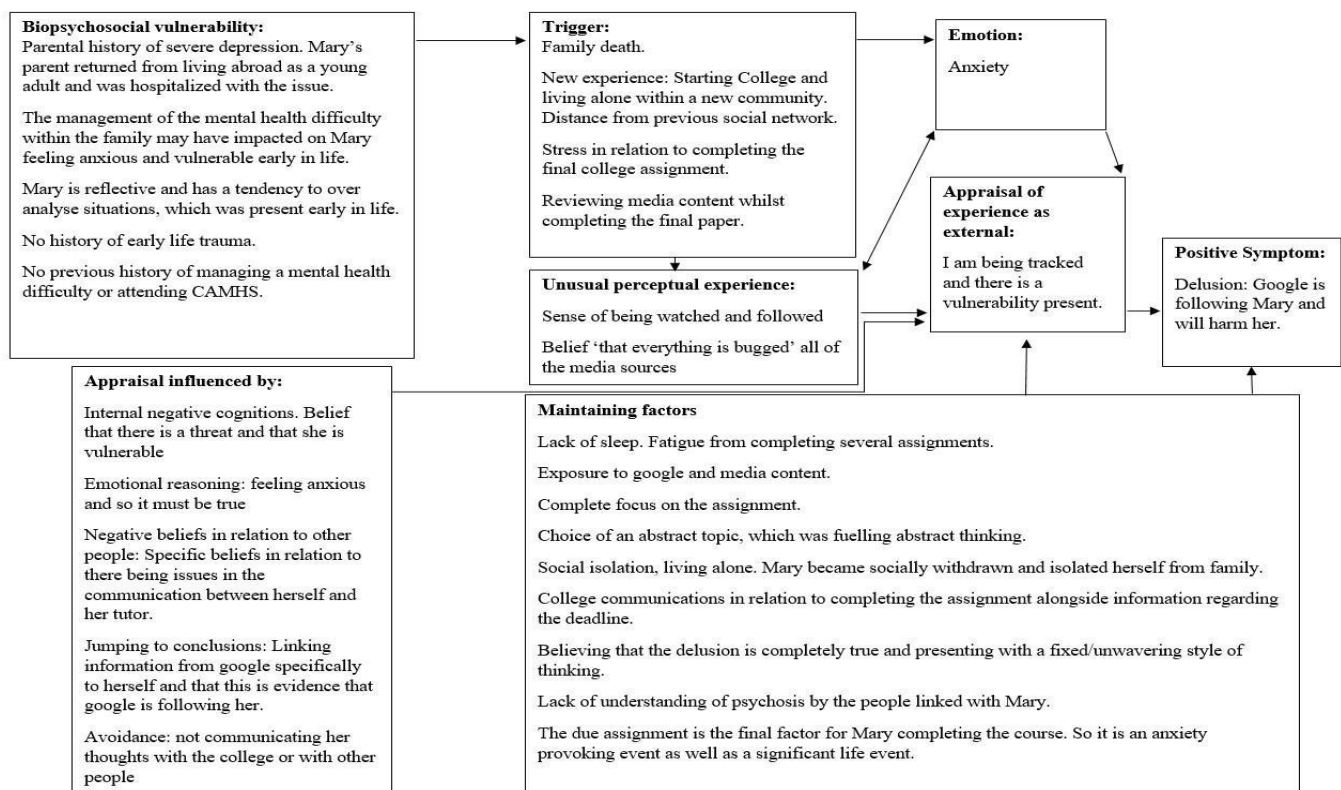 Biopsychosocial vulnerability:
Parental history of severe depression. Mary’s
parent returned from living abroad as a young
adult and was hospitalized with the issue.
The management of the mental health difficulty
within the family may have impacted on Mary
feeling anxious and vulnerable early in life.
Mary is reflective and has a tendency to over
analyse situations, which was present early in life.
No history of early life trauma.
No previous history of managing a mental health
difficulty or attending CAMHS.
Trigger:
Family death.
New experience: Starting College and
living alone within a new community.
Distance from previous social network.
Stress in relation to completing the
final college assignment.
Reviewing media content whilst
completing the final paper.
Emotion:
Anxiety
Unusual perceptual experience:
Sense of being watched and followed
Belief ‘that everything is bugged’ all of
the media sources
Appraisal of
experience as
external:
I am being tracked
and there is a
vulnerability present.
Positive Symptom:
Delusion: Google is
following Mary and
will harm her.
Appraisal influenced by:
Internal negative cognitions. Belief
that there is a threat and that she is
vulnerable
Emotional reasoning: feeling anxious
and so it must be true
Negative beliefs in relation to other
people: Specific beliefs in relation to
there being issues in the
communication between herself and
her tutor.
Jumping to conclusions: Linking
information from google specifically
to herself and that this is evidence that
google is following her.
Avoidance: not communicating her
thoughts with the college or with other
people
Maintaining factors
Lack of sleep. Fatigue from completing several assignments.
Exposure to google and media content.
Complete focus on the assignment.
Choice of an abstract topic, which was fuelling abstract thinking.
Social isolation, living alone. Mary became socially withdrawn and isolated herself from family.
College communications in relation to completing the assignment alongside information regarding
the deadline.
Believing that the delusion is completely true and presenting with a fixed/unwavering style of
thinking.
Lack of understanding of psychosis by the people linked with Mary.
The due assignment is the final factor for Mary completing the course. So it is an anxiety
provoking event as well as a significant life event.